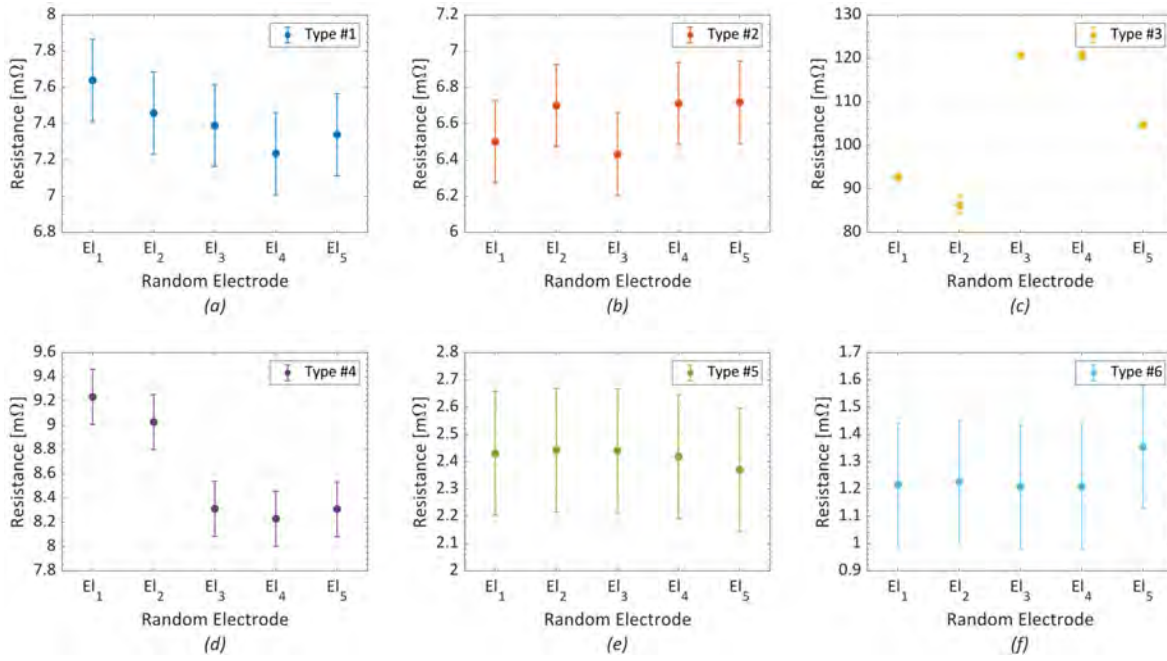 8
7.8
7.6
7.4
7.2
7
6.8
Resistance [mΩ]
Type #1
El1 El2 El3 El4 El5
Random Electrode
(a)
7.2
7
6.8
6.6
6.4
6.2
6
Resistance [mΩ]
Type #2
El1 El2 El3 El4 El5
Random Electrode
(b)
130
120
110
100
90
80
Resistance [mΩ]
Type #3
El1 El2 El3 El4 El5
Random Electrode
(c)
9.6
9.4
9.2
9
8.8
8.6
8.4
8.2
8
7.8
Resistance [mΩ]
Type #4
El1 El2 El3 El4 El5
Random Electrode
(d)
2.8
2.7
2.6
2.5
2.4
2.3
2.2
2.1
2
Resistance [mΩ]
Type #5
El1 El2 El3 El4 El5
Random Electrode
(e)
1.7
1.6
1.5
1.4
1.3
1.2
1.1
1
0.9
Resistance [mΩ]
Type #6
El1 El2 El3 El4 El5
Random Electrode
(f)